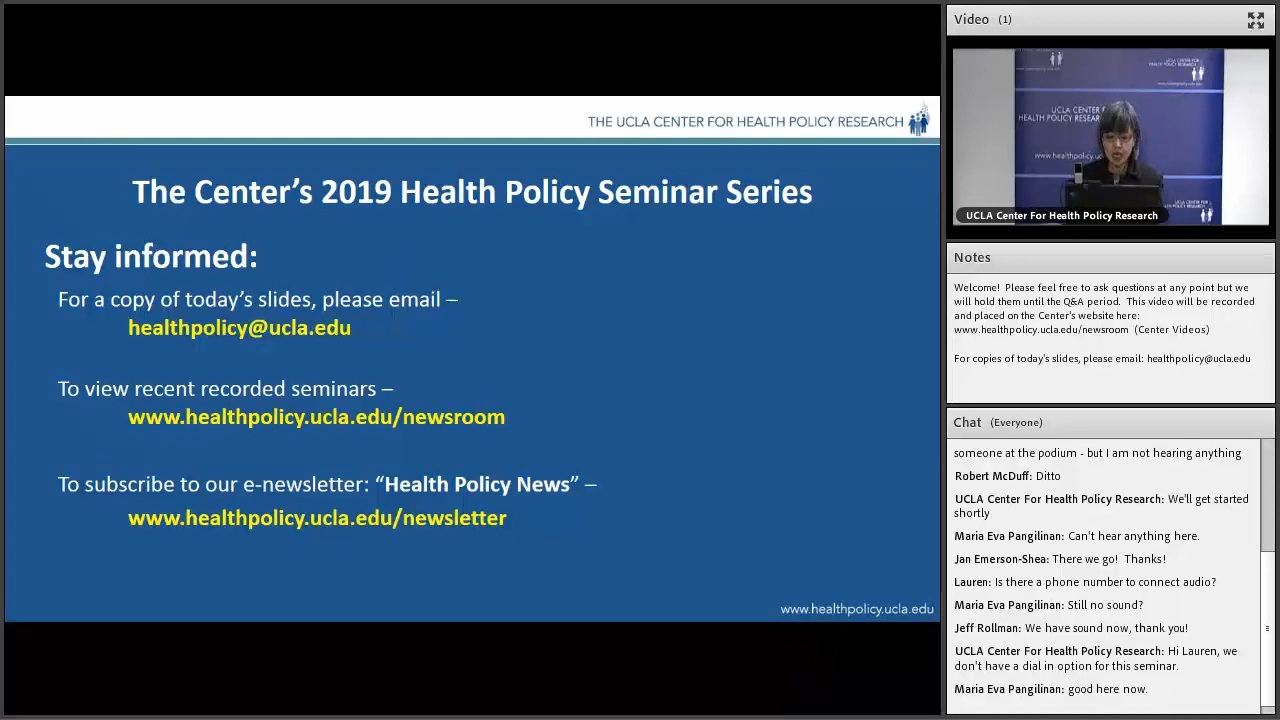 THE UCLA CENTER FOR HEALTH POLICY RESEARCH
The Center's 2019 Health Policy Seminar Series
Stay informed:
For a copy of today's slides, please email –
healthpolicy@ucla.edu
To view recent recorded seminars –
www.healthpolicy.ucla.edu/newsroom
To subscribe to our e-newsletter: “Health Policy News” –
www.healthpolicy.ucla.edu/newsletter
www.healthpolicy.ucla.edu
Video (1)
UCLA CENTER
HEALTH POLICY RESEARC
www.healthpolicy.uc
UCLA Center For Health Policy Research
Notes
Welcome! Please feel free to ask questions at any point but we
will hold them until the Q&A period. This video will be recorded
and placed on the Center's website here:
www.healthpolicy.ucla.edu/newsroom (Center Videos)
For copies of today's slides, please email: healthpolicy@ucla.edu
Chat (Everyone)
someone at the podium - but I am not hearing anything
Robert McDuff: Ditto
UCLA Center For Health Policy Research: We'll get started
shortly
Maria Eva Pangilinan: Can't hear anything here.
Jan Emerson-Shea: There we go! Thanks!
Lauren: Is there a phone number to connect audio?
Maria Eva Pangilinan: Still no sound?
Jeff Rollman: We have sound now, thank you!
UCLA Center For Health Policy Research: Hi Lauren, we
don't have a dial in option for this seminar.
Maria Eva Pangilinan: good here now.